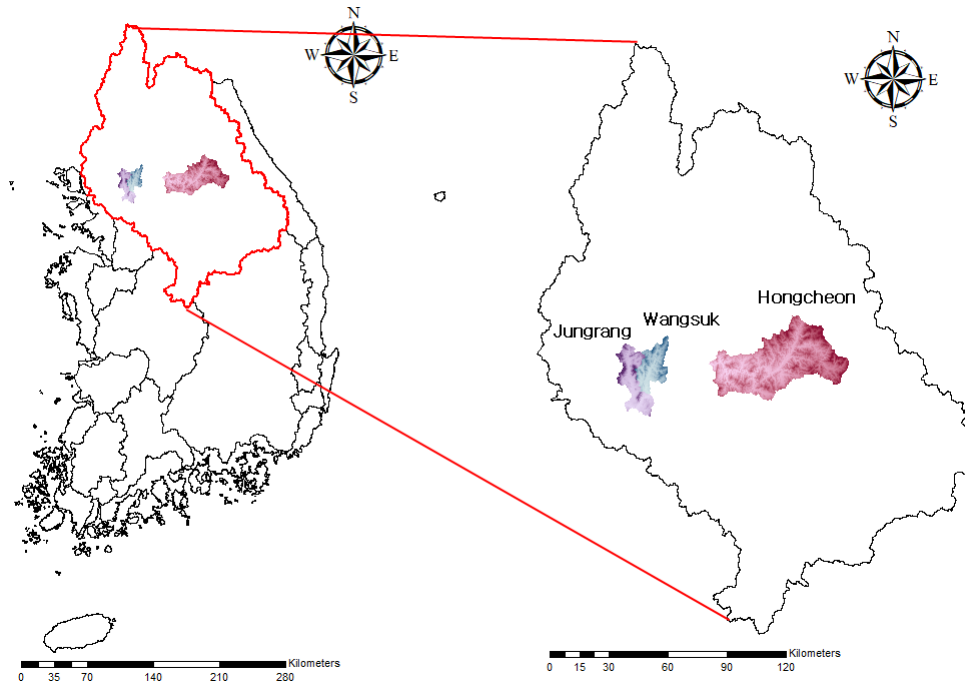 N
W E
S
N
W E
S
Hongcheon
Wangsuk
Jungrang
Kilometers
0 35 70 140 210 280
Kilometers
0 15 30 60 90 120